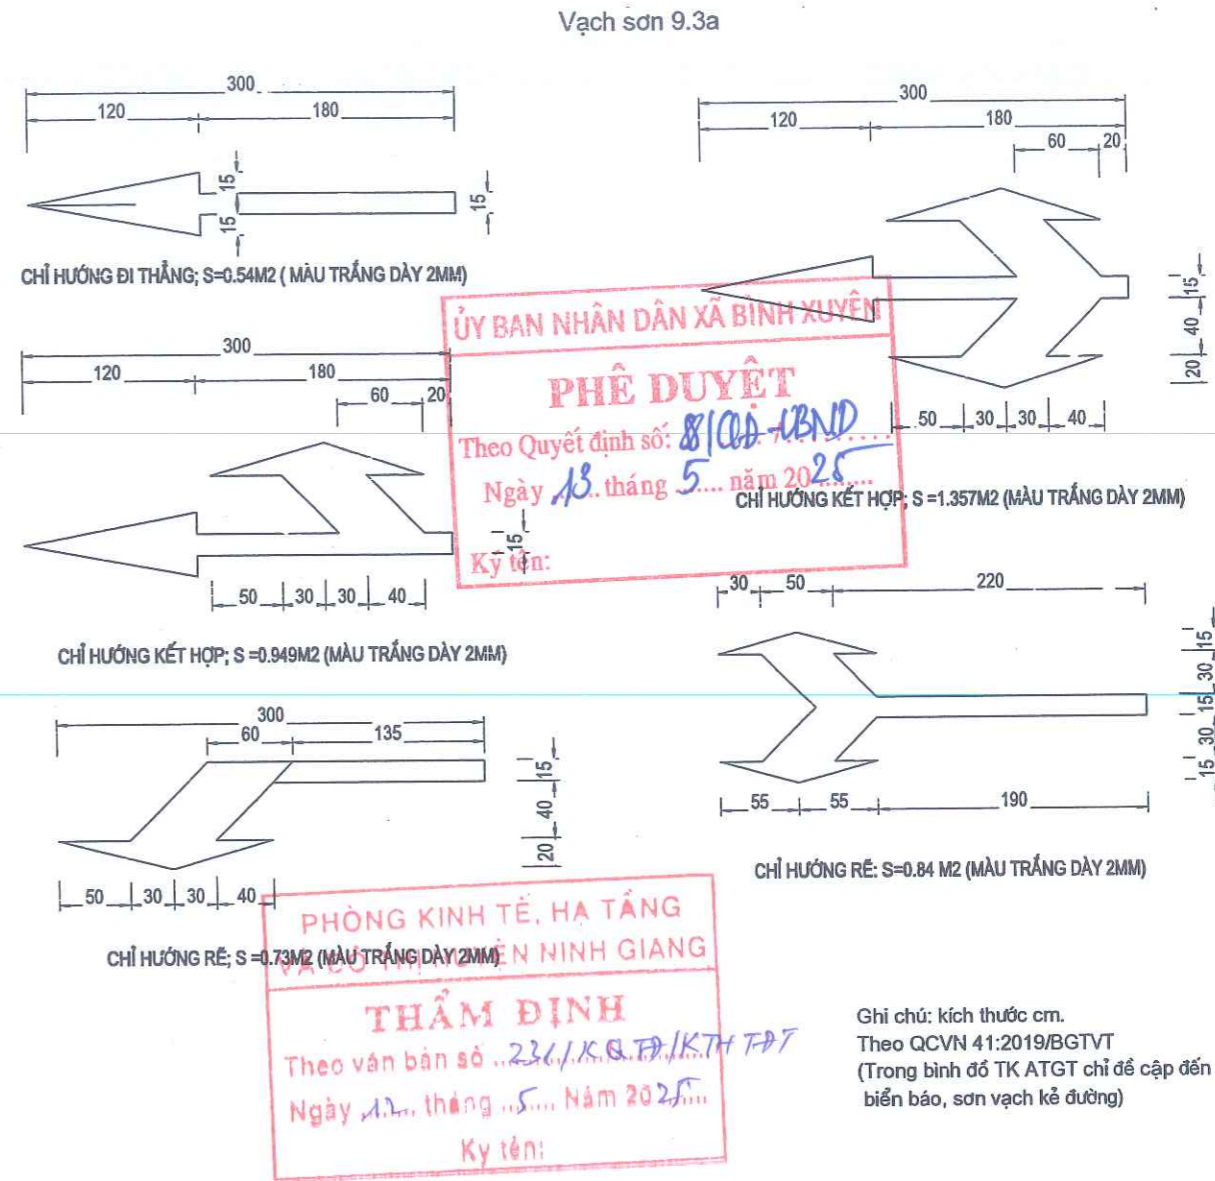 Vạch sơn 9.3a
300
120 180
15
15
15
CHỈ HƯỚNG ĐI THẲNG; S=0.54M2 ( MÀU TRẮNG DÀY 2MM)
300
120 180
60 20
15
40
20
50 30 30 40
CHỈ HƯỚNG KẾT HỢP; S =1.357M2 (MÀU TRẮNG DÀY 2MM)
300
120 180
60 20
15
50 30 30 40
CHỈ HƯỚNG KẾT HỢP; S =0.949M2 (MÀU TRẮNG DÀY 2MM)
ỦY BAN NHÂN DÂN XÃ BÌNH XUYÊN
PHÊ DUYỆT
Theo Quyết định số: 88/QĐ-UBND
Ngày 13 tháng 5 năm 2025
Ký tên:
30 50 220
15
30
15
30
15
55 55 190
CHỈ HƯỚNG RẼ: S=0.84 M2 (MÀU TRẮNG DÀY 2MM)
300
60 135
15
40
20
50 30 30 40
CHỈ HƯỚNG RẼ; S =0.73M2 (MÀU TRẮNG DÀY 2MM)
PHÒNG KINH TẾ, HẠ TẦNG
NINH GIANG
THẨM ĐỊNH
Theo văn bản số
Ngày 12 tháng 5 Năm 2025
Ký tên:
Ghi chú: kích thước cm.
Theo QCVN 41:2019/BGTVT
(Trong bình đồ TK ATGT chỉ đề cập đến
biển báo, sơn vạch kẻ đường)